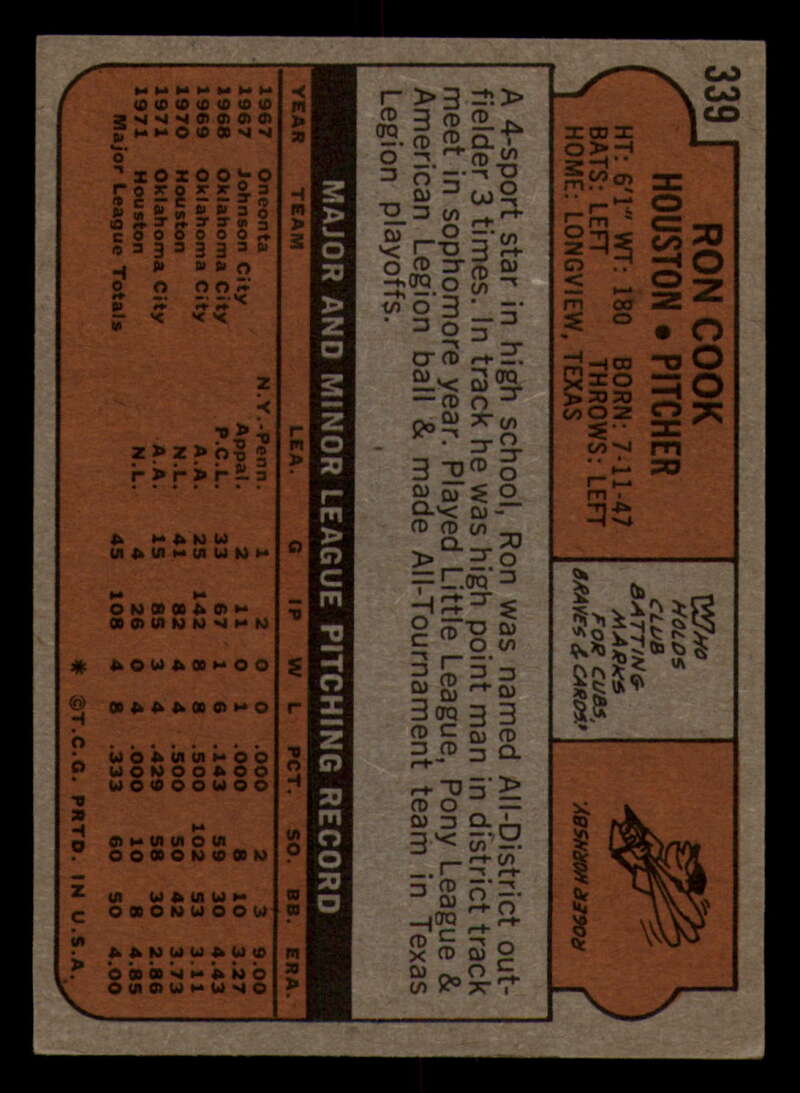 339
RON COOK
HOUSTON • PITCHER
HT: 6'1" WT: 180 BORN: 7-11-47
BATS: LEFT THROWS: LEFT
HOME: LONGVIEW, TEXAS
WHO
HOLDS
CLUB
BATTING
MARKS
FOR CUBS,
BRAVES & CARDS?
ROGER HORNSBY.
A 4-sport star in high school, Ron was named All-District out-
fielder 3 times. In track he was high point man in district track
meet in sophomore year. Played Little League, Pony League &
American Legion ball & made All-Tournament team in Texas
Legion playoffs.
MAJOR AND MINOR LEAGUE PITCHING RECORD
YEAR TEAM LEA. G IP W L PCT. SO. BB. ERA.
1967 Oneonta N.Y.-Penn. 1 2 0 0 .000 2 3 9.00
1967 Johnson City Appal. 2 11 0 1 .000 8 10 3.27
1968 Oklahoma City P.C.L. 33 67 1 6 .143 59 30 4.43
1969 Oklahoma City A.A. 25 142 8 8 .500 102 53 3.11
1970 Houston N.L. 41 82 4 4 .500 50 42 3.73
1971 Oklahoma City A.A. 15 85 3 4 .429 58 30 2.86
1971 Houston N.L. 4 26 0 4 .000 10 8 4.85
Major League Totals 45 108 4 8 .333 60 50 4.00
* ©T.C.G. PRTD. IN U.S.A.